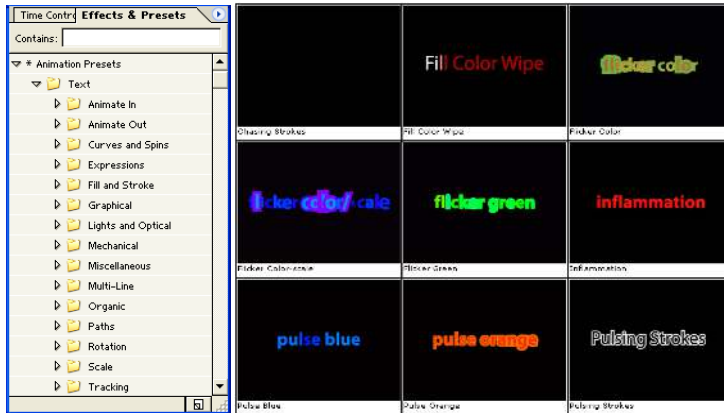 Time Contro Effects & Presets
Contains:
* Animation Presets
Text
Animate In
Animate Out
Curves and Spins
Expressions
Fill and Stroke
Graphical
Lights and Optical
Mechanical
Miscellaneous
Multi-Line
Organic
Paths
Rotation
Scale
Tracking
Fill Color Wipe
flicker color
Chasing Strokes
Fill Color Wipe
Flicker Color
flicker color/scale
flicker green
inflammation
Flicker Color-scale
Flicker Green
Inflammation
pulse blue
pulse orange
Pulsing Strokes
Pulse Blue
Pulse Orange
Pulsing Strokes